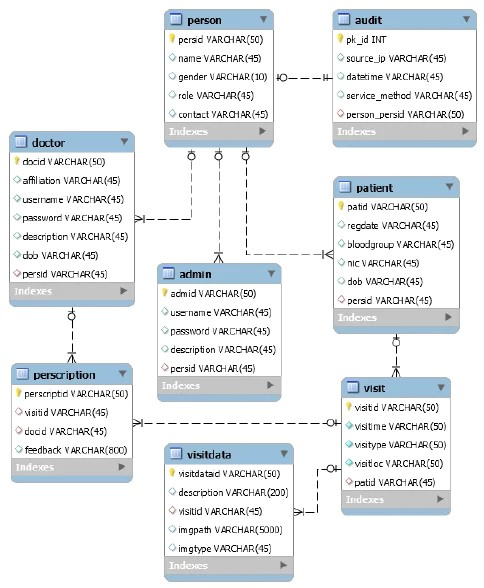 person
persid VARCHAR(50)
name VARCHAR(45)
gender VARCHAR(10)
role VARCHAR(45)
contact VARCHAR(45)
Indexes
audit
pk_id INT
source_ip VARCHAR(45)
datetime VARCHAR(45)
service_method VARCHAR(45)
person_persid VARCHAR(50)
Indexes
doctor
docid VARCHAR(50)
affiliation VARCHAR(45)
username VARCHAR(45)
password VARCHAR(45)
description VARCHAR(45)
dob VARCHAR(45)
persid VARCHAR(45)
Indexes
patient
patid VARCHAR(50)
regdate VARCHAR(45)
bloodgroup VARCHAR(45)
nic VARCHAR(45)
dob VARCHAR(45)
persid VARCHAR(45)
Indexes
admin
admid VARCHAR(50)
username VARCHAR(45)
password VARCHAR(45)
description VARCHAR(45)
persid VARCHAR(45)
Indexes
perscription
perscriptid VARCHAR(50)
visitid VARCHAR(45)
docid VARCHAR(45)
feedback VARCHAR(800)
Indexes
visit
visitid VARCHAR(50)
visitime VARCHAR(50)
visitype VARCHAR(50)
visitloc VARCHAR(50)
patid VARCHAR(45)
Indexes
visitdata
visitdataid VARCHAR(50)
description VARCHAR(200)
visitid VARCHAR(45)
imgpath VARCHAR(5000)
imgtype VARCHAR(45)
Indexes